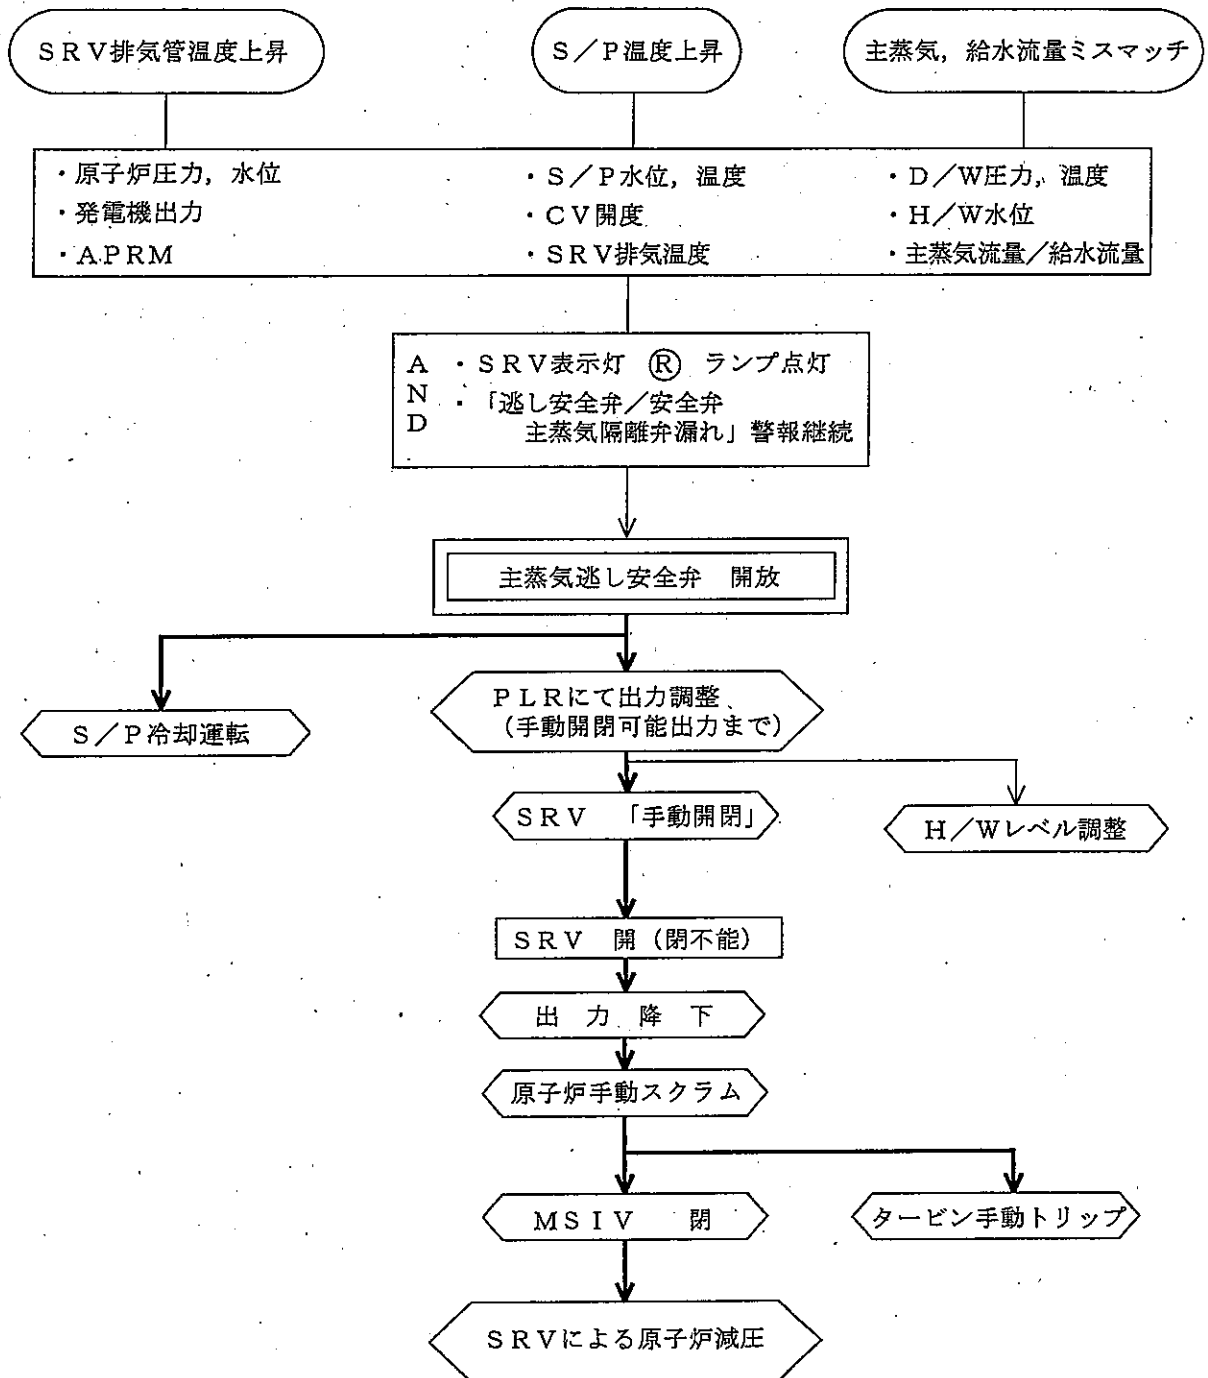 SRV排気管温度上昇
S/P温度上昇
主蒸気,給水流量ミスマッチ
・原子炉圧力,水位
・S/P水位,温度
・D/W圧力,温度
・発電機出力
・CV開度
・H/W水位
・APRM
・SRV排気温度
・主蒸気流量/給水流量
AND
・SRV表示灯 Ⓡ ランプ点灯
・「逃し安全弁/安全弁
主蒸気隔離弁漏れ」警報継続
主蒸気逃し安全弁 開放
PLRにて出力調整
(手動開閉可能出力まで)
S/P冷却運転
SRV 「手動開閉」
H/Wレベル調整
SRV 開(閉不能)
出力降下
原子炉手動スクラム
MSIV 閉
タービン手動トリップ
SRVによる原子炉減圧